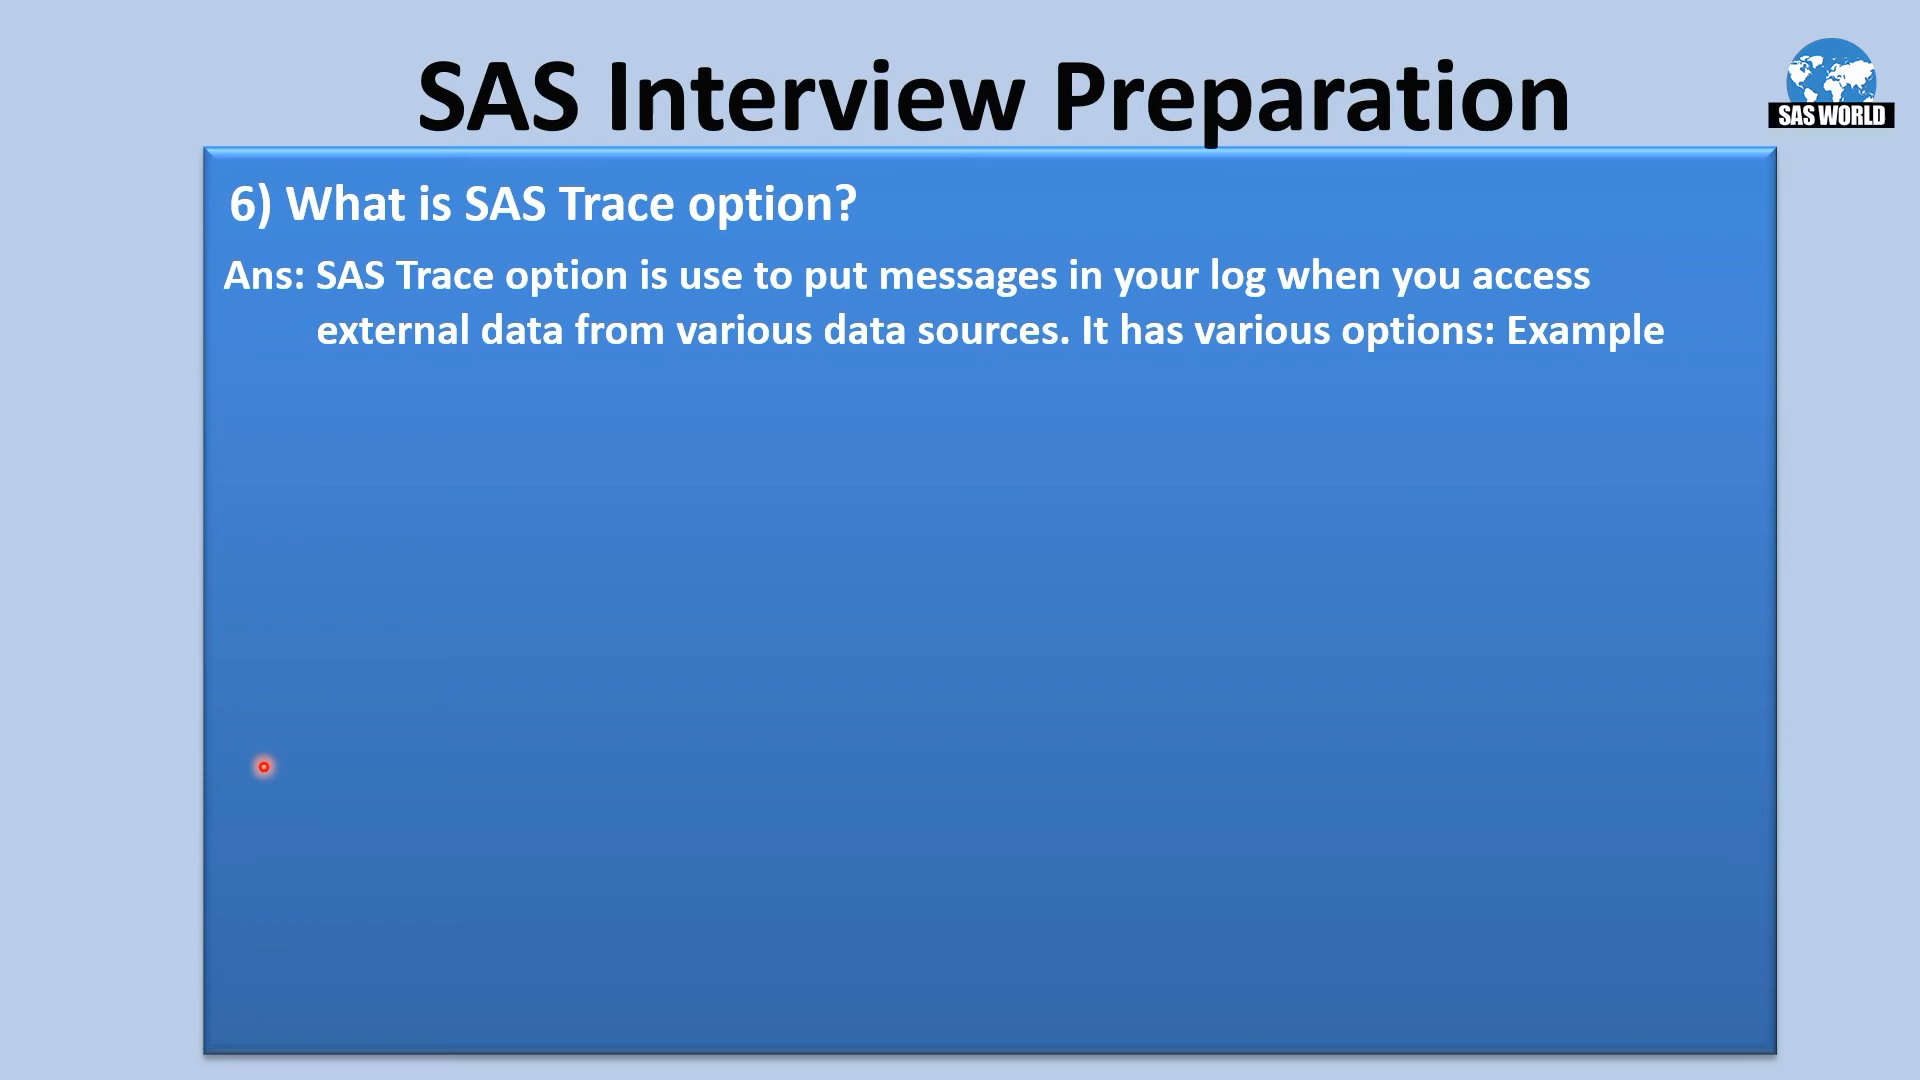 SAS Interview Preparation
SAS WORLD
6) What is SAS Trace option?
Ans: SAS Trace option is use to put messages in your log when you access
external data from various data sources. It has various options: Example